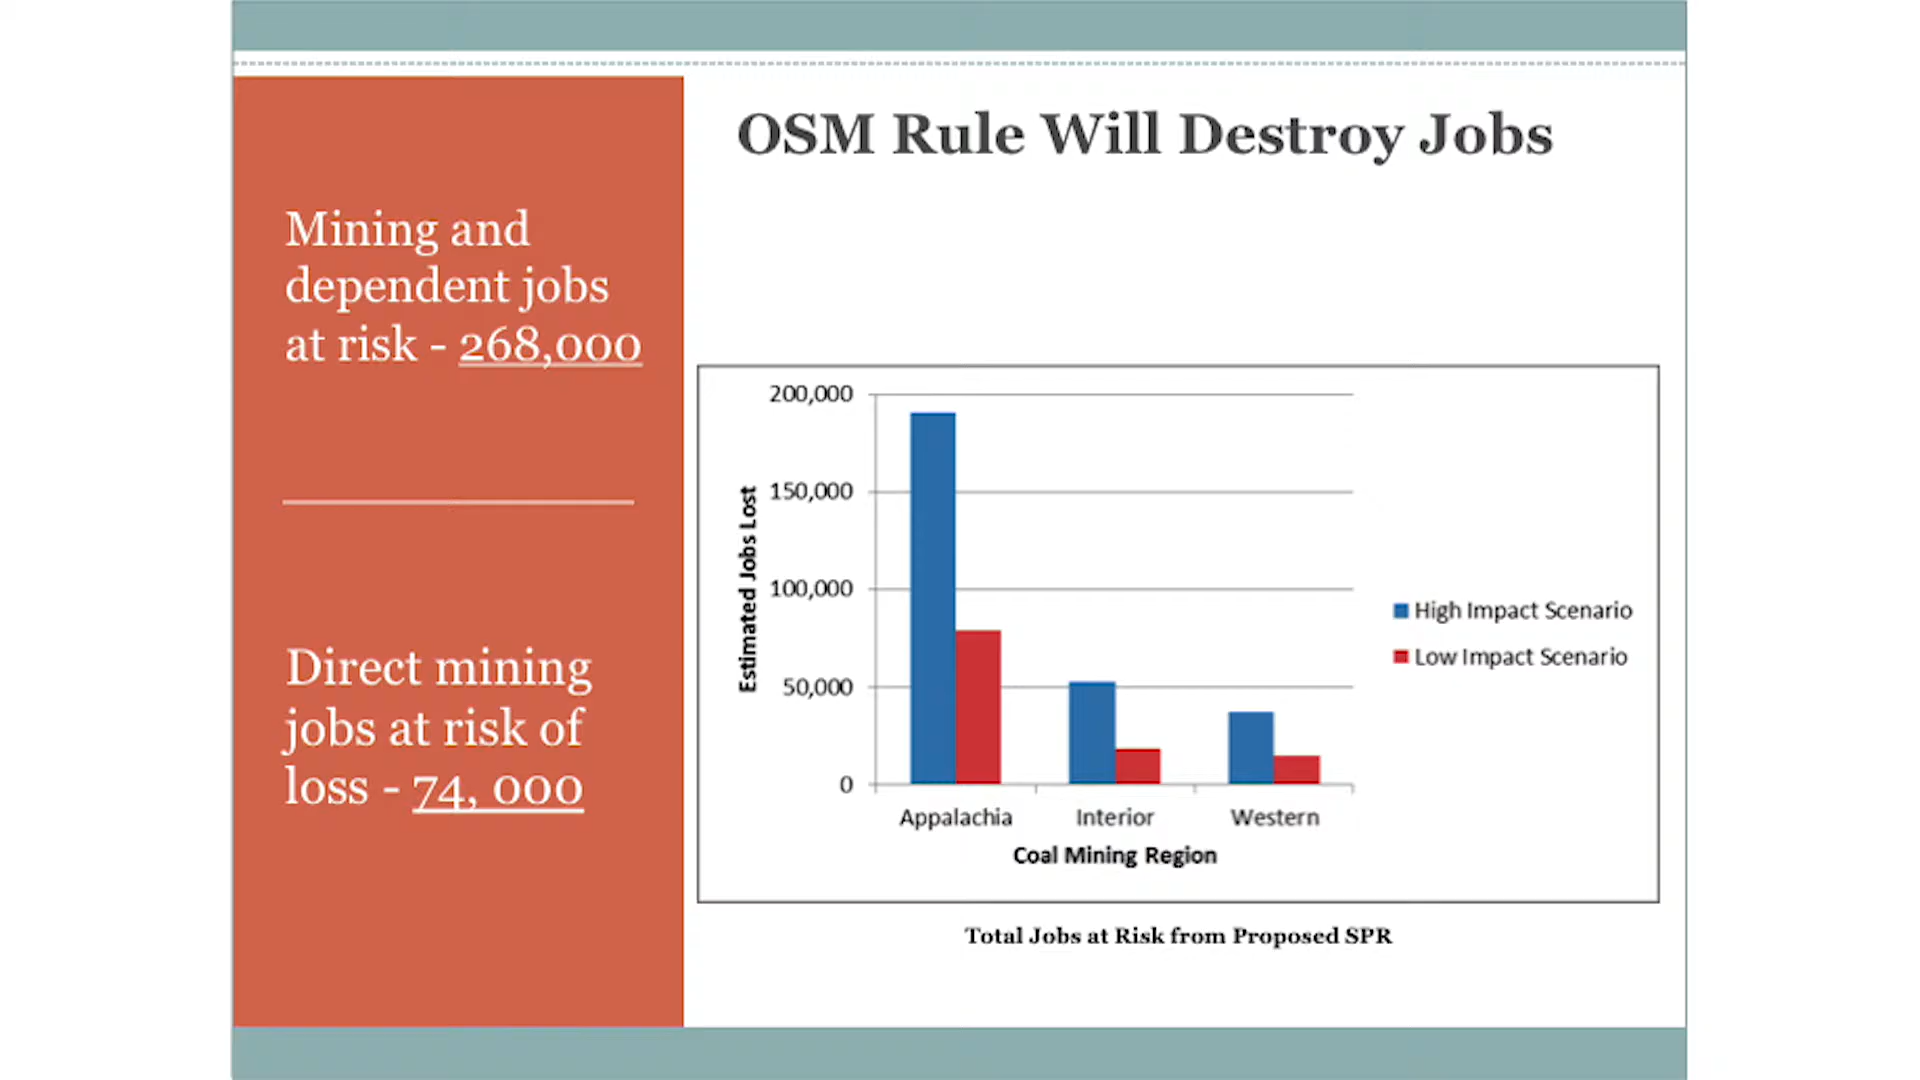 OSM Rule Will Destroy Jobs
Mining and
dependent jobs
at risk - 268,000
Direct mining
jobs at risk of
loss - 74, 000
200,000
150,000
100,000
50,000
0
Estimated Jobs Lost
Appalachia
Interior
Western
Coal Mining Region
High Impact Scenario
Low Impact Scenario
Total Jobs at Risk from Proposed SPR